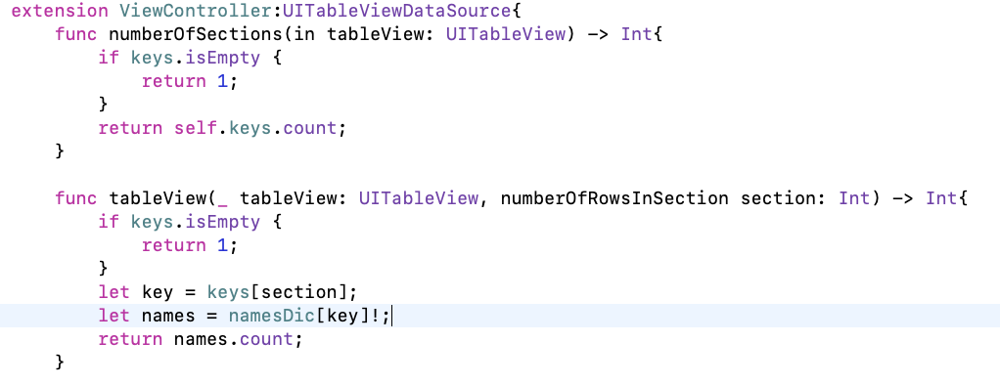 extension ViewController:UITableViewDataSource{
    func numberOfSections(in tableView: UITableView) -> Int{
        if keys.isEmpty {
            return 1;
        }
        return self.keys.count;
    }

    func tableView(_ tableView: UITableView, numberOfRowsInSection section: Int) -> Int{
        if keys.isEmpty {
            return 1;
        }
        let key = keys[section];
        let names = namesDic[key]!;
        return names.count;
    }